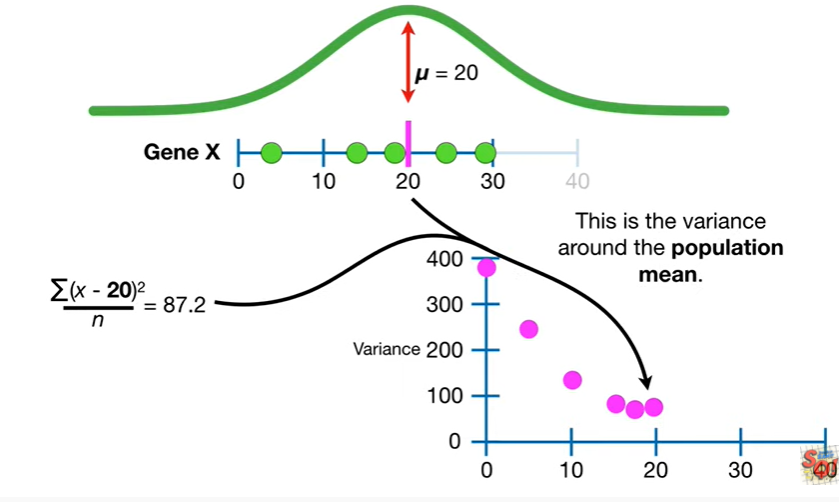 μ = 20
Gene X
0 10 20 30 40
This is the variance
around the population
mean.
∑(x - 20)²
n
= 87.2
400
300
Variance 200
100
0
0 10 20 30 40